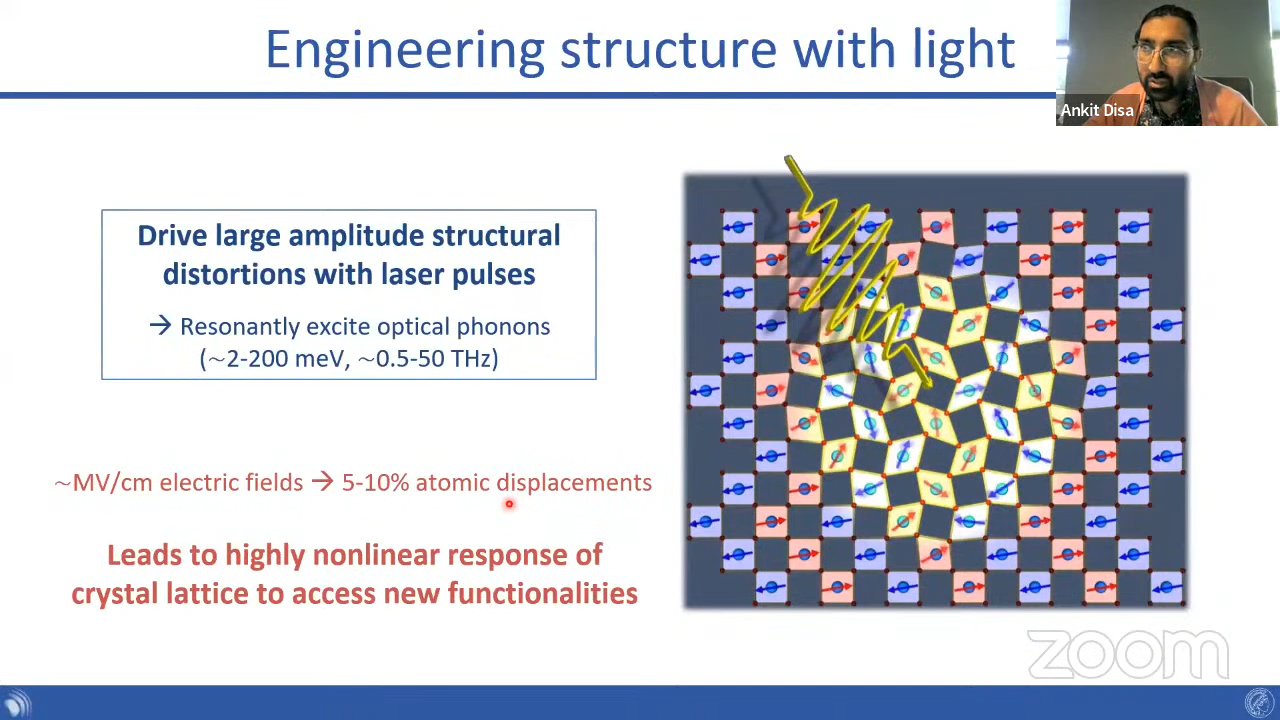 Engineering structure with light
Ankit Disa
Drive large amplitude structural
distortions with laser pulses
→ Resonantly excite optical phonons
(~2-200 meV, ~0.5-50 THz)
~MV/cm electric fields → 5-10% atomic displacements
Leads to highly nonlinear response of
crystal lattice to access new functionalities
zoom